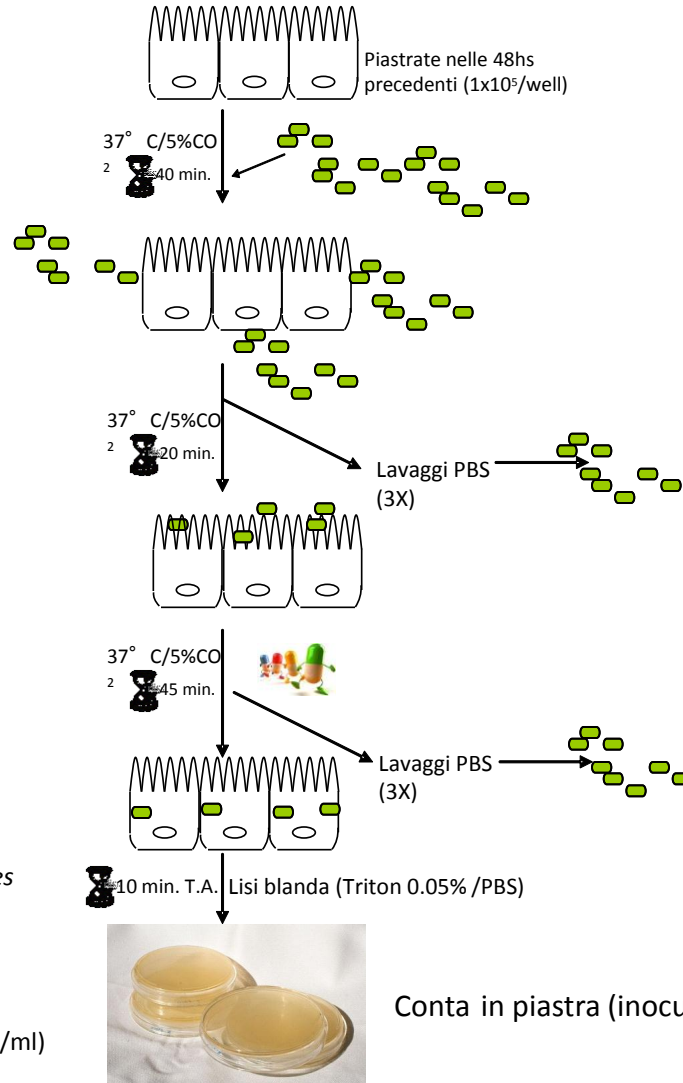 Piastrate nelle 48hs
precedenti (1x10⁵/well)
37° C/5%CO
2
40 min.
37° C/5%CO
2
20 min.
Lavaggi PBS
(3X)
37° C/5%CO
2
45 min.
Lavaggi PBS
(3X)
es
10 min. T.A. Lisi blanda (Triton 0.05% /PBS)
Conta in piastra (inocu
/ml)